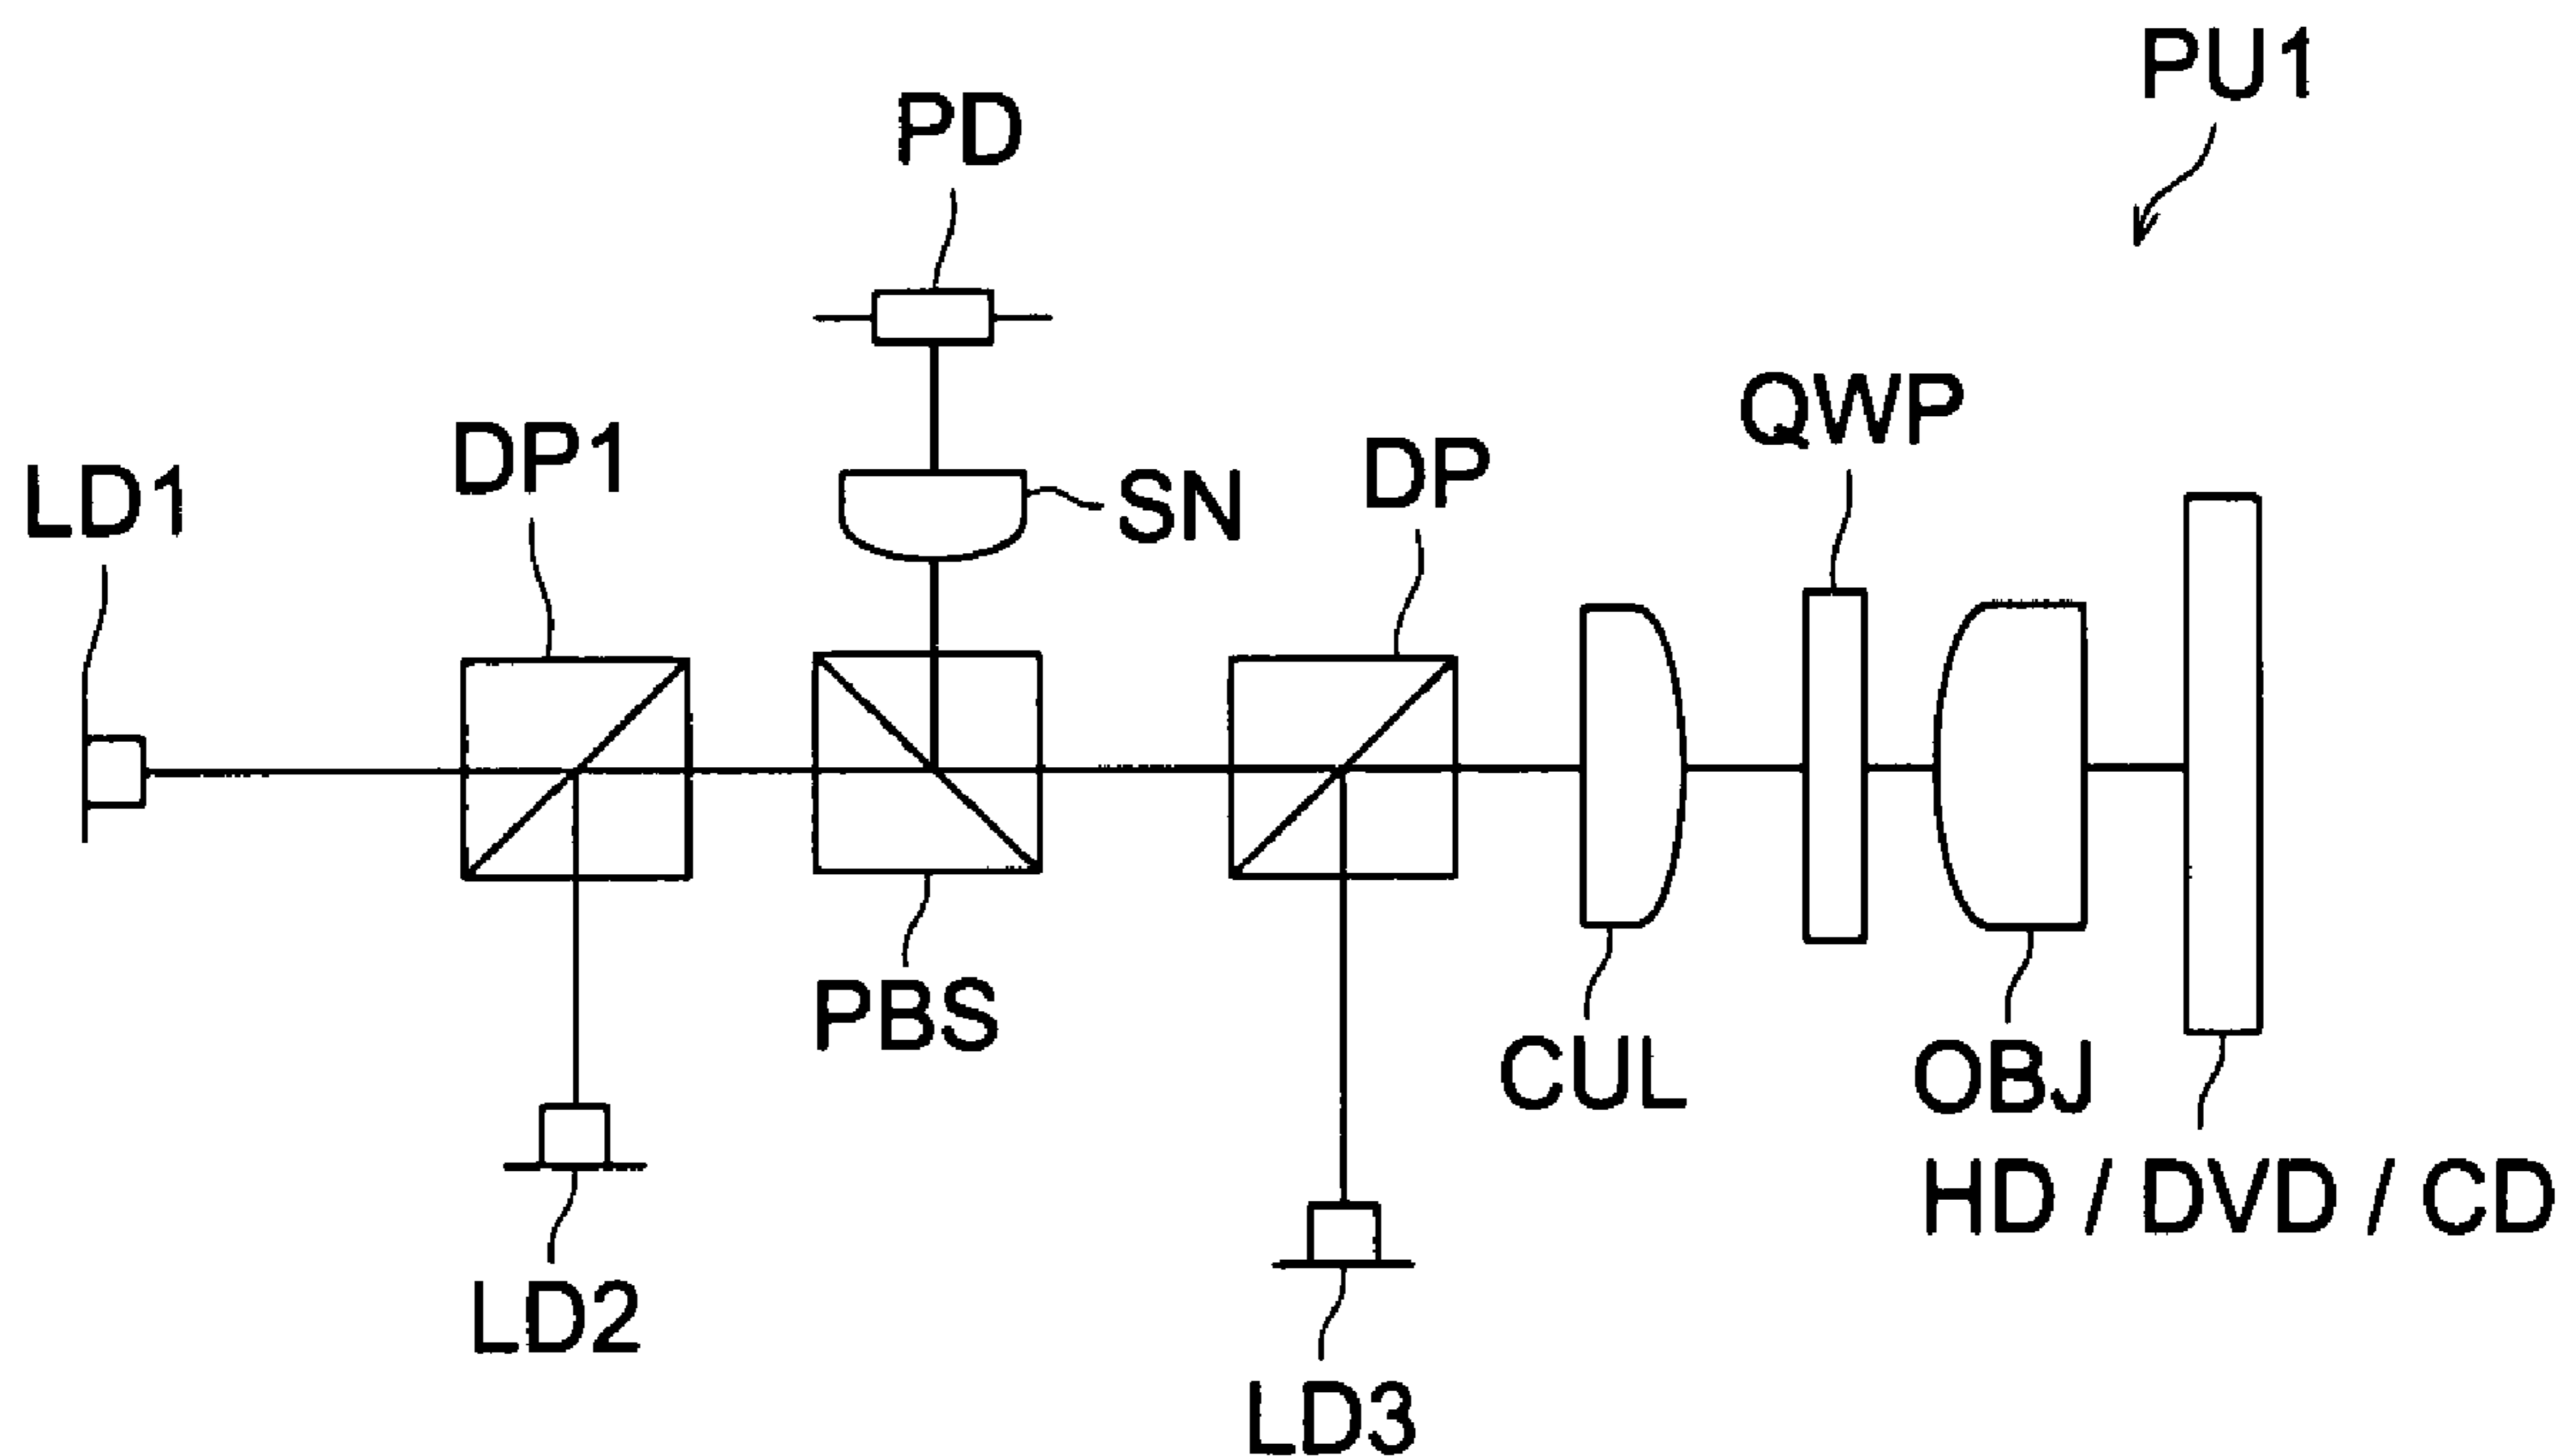 PU1
PD
QWP
DP1
DP
LD1
SN
PBS
CUL
OBJ
HD / DVD / CD
LD2
LD3